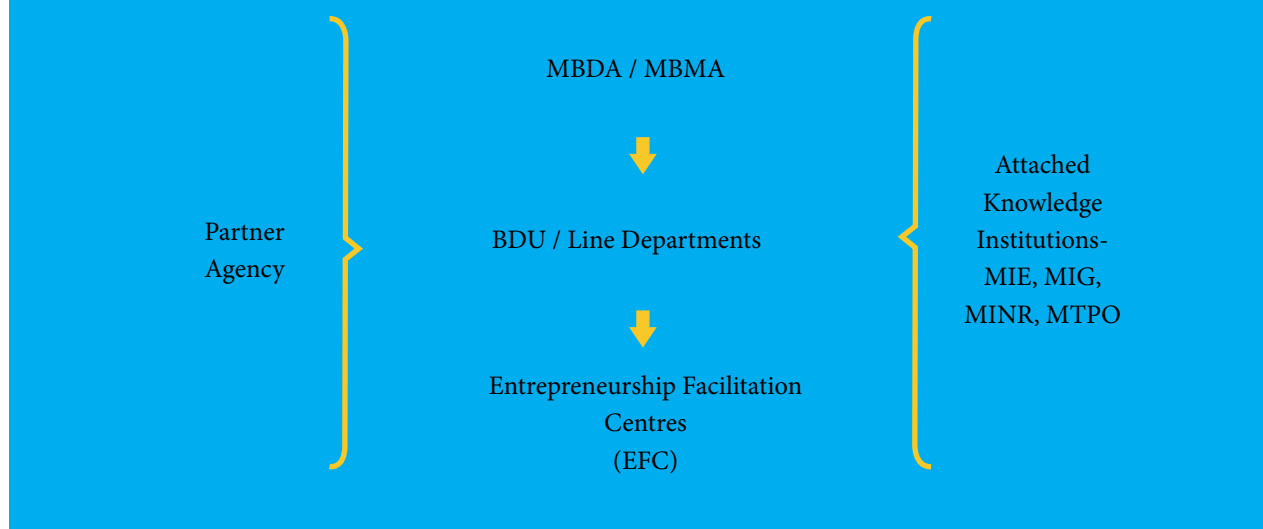 MBDA / MBMA
Partner
Agency
BDU / Line Departments
Attached
Knowledge
Institutions-
MIE, MIG,
MINR, MTPO
Entrepreneurship Facilitation
Centres
(EFC)